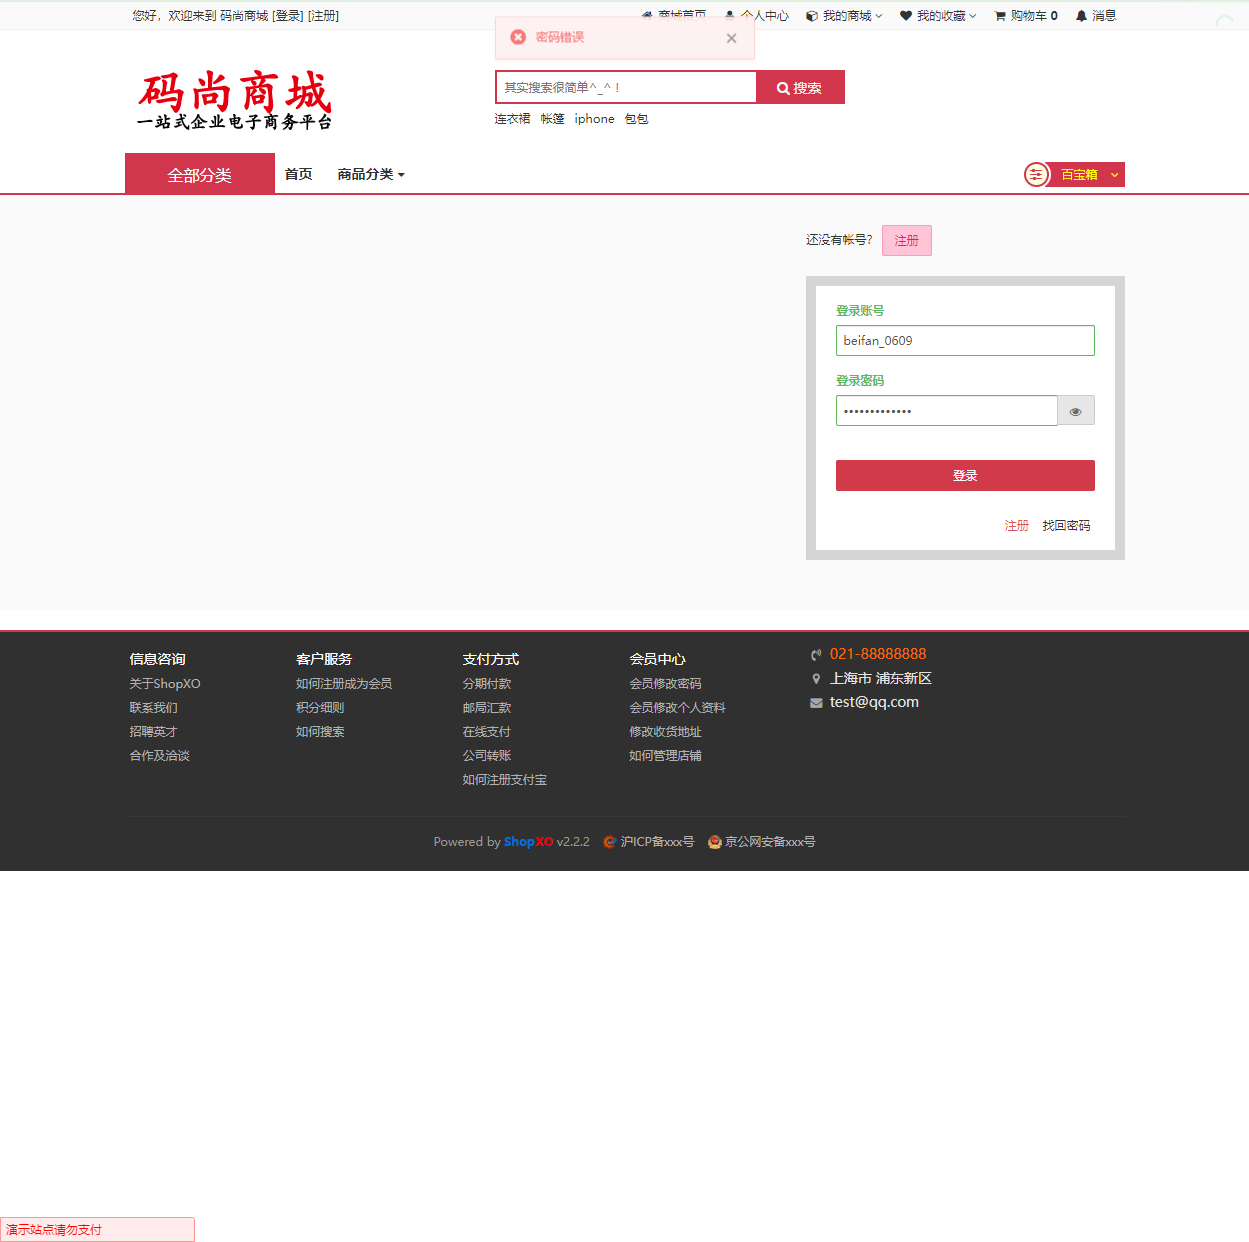 您好，欢迎来到 码尚商城 [登录] [注册]
商城首页 个人中心 我的商城 我的收藏 购物车 0 消息
密码错误
码尚商城
一站式企业电子商务平台
其实搜索很简单^_^！
搜索
连衣裙 帐篷 iphone 包包
全部分类 首页 商品分类 百宝箱
还没有帐号？ 注册
登录账号
beifan_0609
登录密码
•••••••••••••
登录
注册 找回密码
信息咨询
关于ShopXO
联系我们
招聘英才
合作及洽谈
客户服务
如何注册成为会员
积分细则
如何搜索
支付方式
分期付款
邮局汇款
在线支付
公司转账
如何注册支付宝
会员中心
会员修改密码
会员修改个人资料
修改收货地址
如何管理店铺
021-88888888
上海市 浦东新区
test@qq.com
Powered by ShopXO v2.2.2 沪ICP备xxx号 京公网安备xxx号
演示站点请勿支付